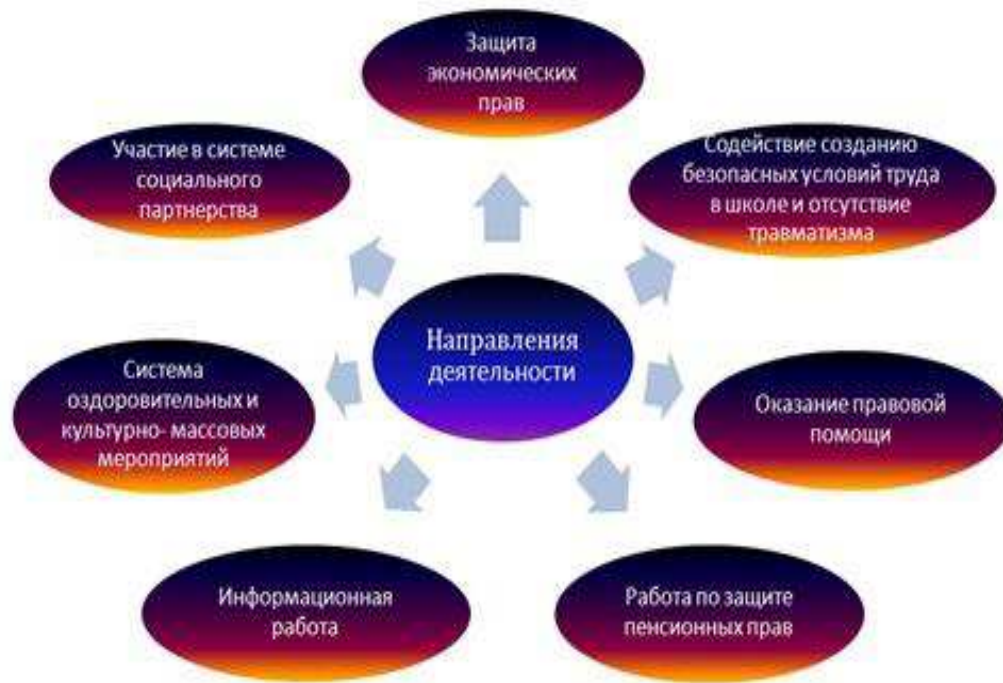 Защита
экономических
прав
Участие в системе
социального
партнерства
Содействие созданию
безопасных условий труда
в школе и отсутствие
травматизма
Направления
деятельности
Система
оздоровительных и
культурно- массовых
мероприятий
Оказание правовой
помощи
Информационная
работа
Работа по защите
пенсионных прав